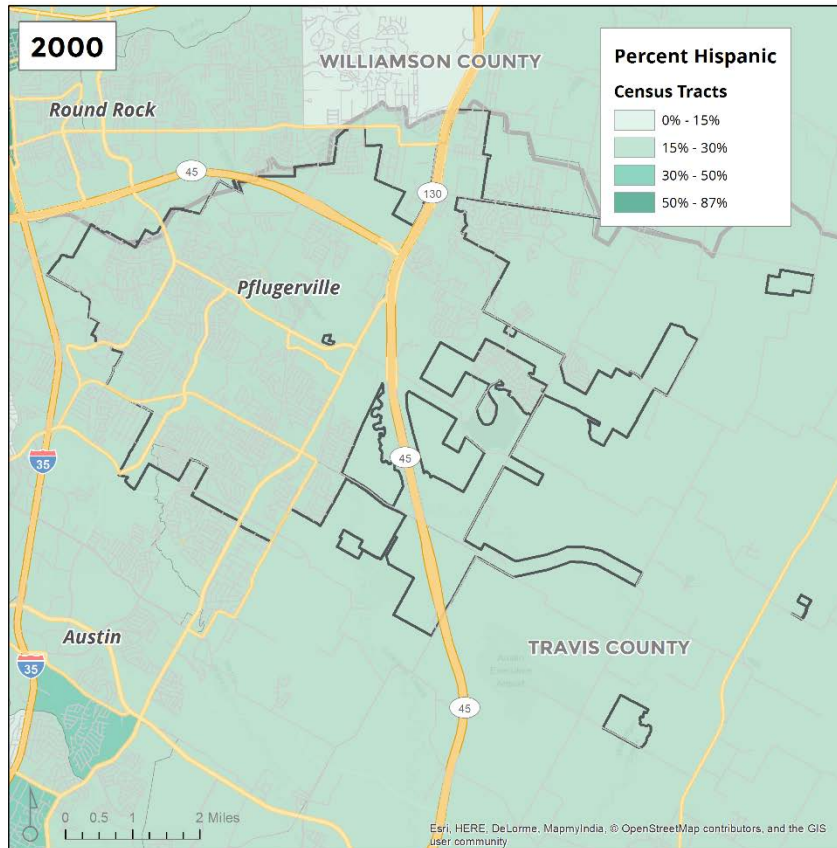 2000
WILLIAMSON COUNTY
Percent Hispanic
Census Tracts
0% - 15%
15% - 30%
30% - 50%
50% - 87%
Round Rock
45
130
Pflugerville
35
45
Austin
TRAVIS COUNTY
35
45
0 0.5 1 2 Miles
Esri, HERE, DeLorme, MapmyIndia, © OpenStreetMap contributors, and the GIS
user community